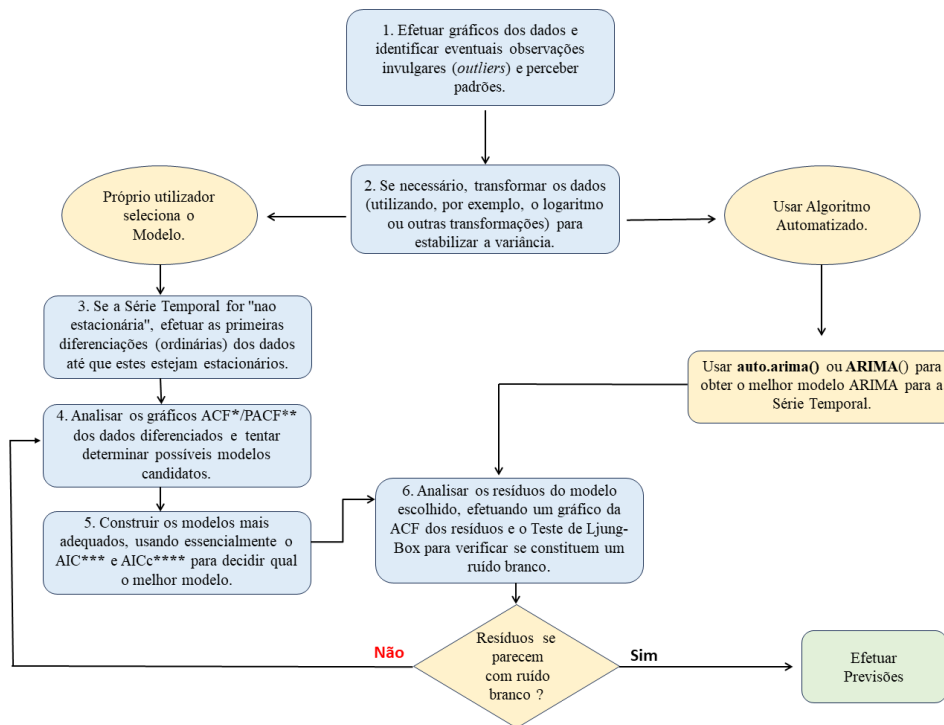 1. Efetuar gráficos dos dados e
identificar eventuais observações
invulgares (outliers) e perceber
padrões.
Próprio utilizador
seleciona o
Modelo.
2. Se necessário, transformar os dados
(utilizando, por exemplo, o logaritmo
ou outras transformações) para
estabilizar a variância.
Usar Algoritmo
Automatizado.
3. Se a Série Temporal for "nao
estacionária", efetuar as primeiras
diferenciações (ordinárias) dos dados
até que estes estejam estacionários.
Usar auto.arima() ou ARIMA() para
obter o melhor modelo ARIMA para a
Série Temporal.
4. Analisar os gráficos ACF*/PACF**
dos dados diferenciados e tentar
determinar possíveis modelos
candidatos.
5. Construir os modelos mais
adequados, usando essencialmente o
AIC*** e AICc**** para decidir qual
o melhor modelo.
6. Analisar os resíduos do modelo
escolhido, efetuando um gráfico da
ACF dos resíduos e o Teste de Ljung-
Box para verificar se constituem um
ruído branco.
Não
Resíduos se
parecem
com ruído
branco ?
Sim
Efetuar
Previsões